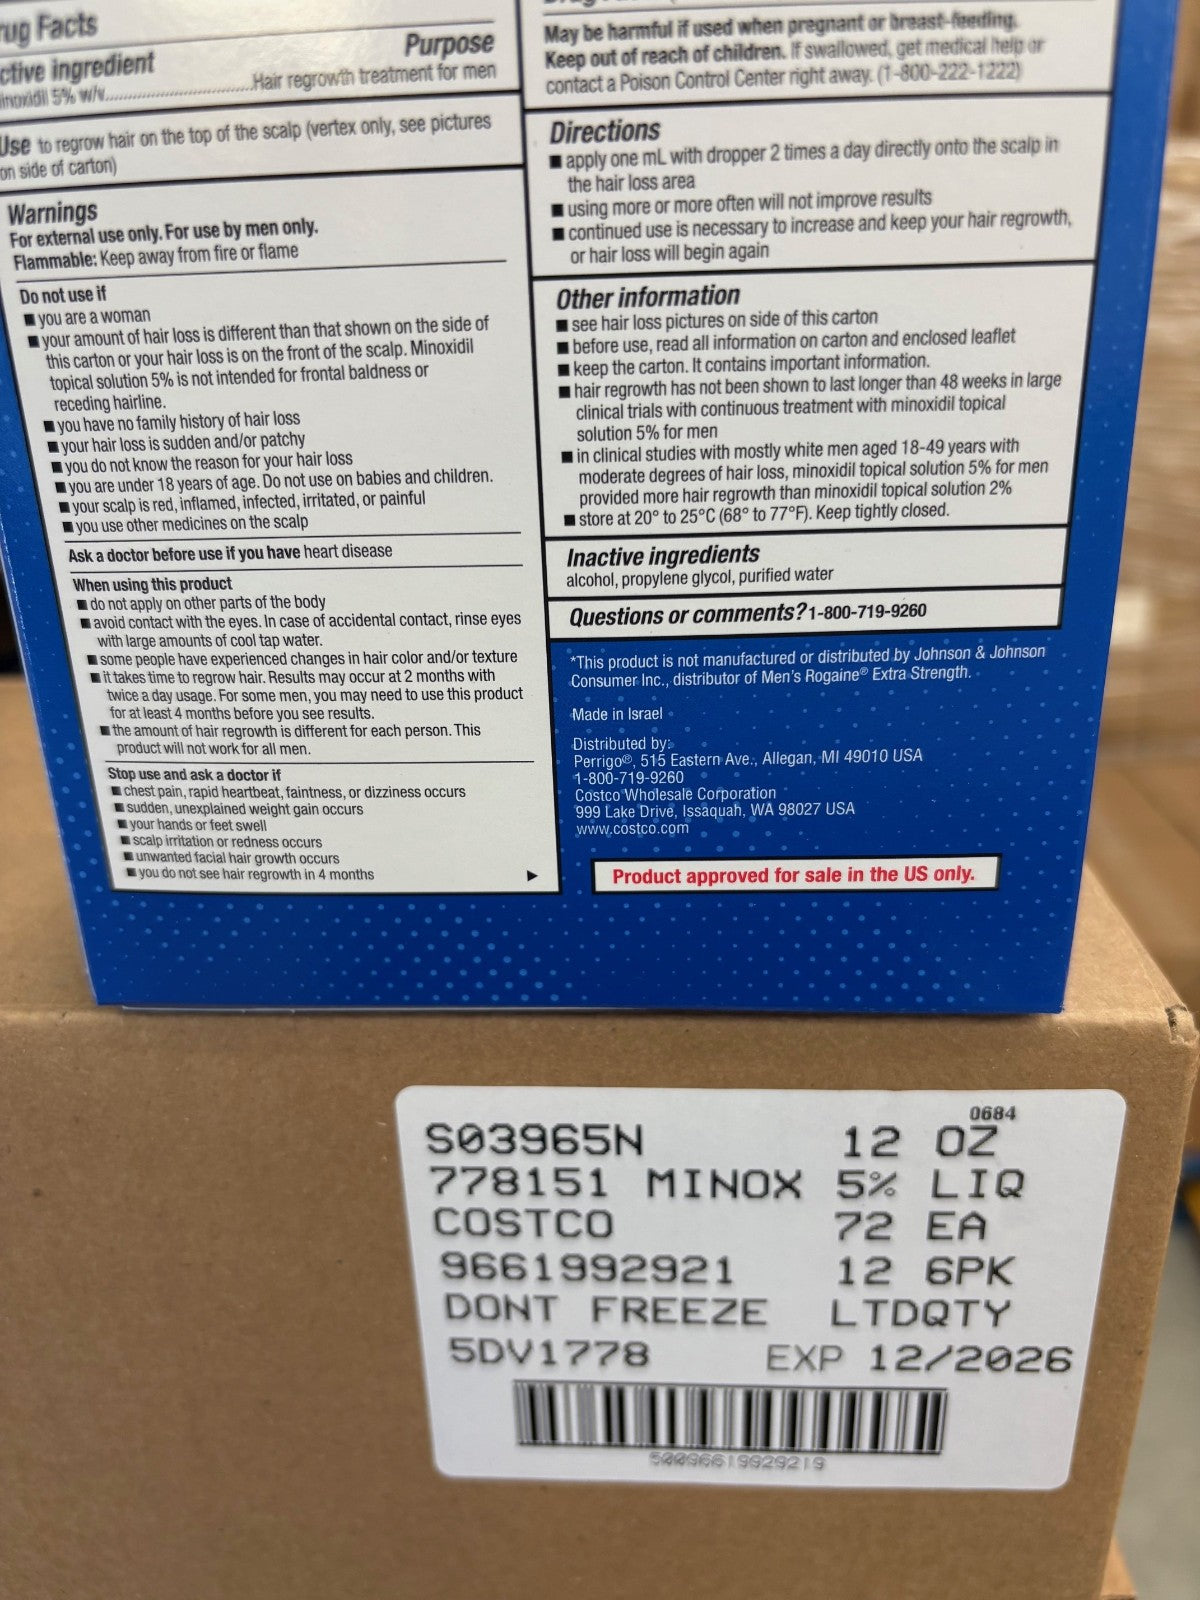 rug Facts
ctive ingredient Purpose
inoxidil 5% w/v..............................Hair regrowth treatment for men
Use to regrow hair on the top of the scalp (vertex only, see pictures
on side of carton)
Warnings
For external use only. For use by men only.
Flammable: Keep away from fire or flame
Do not use if
■ you are a woman
■ your amount of hair loss is different than that shown on the side of
this carton or your hair loss is on the front of the scalp. Minoxidil
topical solution 5% is not intended for frontal baldness or
receding hairline.
■ you have no family history of hair loss
■ your hair loss is sudden and/or patchy
■ you do not know the reason for your hair loss
■ you are under 18 years of age. Do not use on babies and children.
■ your scalp is red, inflamed, infected, irritated, or painful
■ you use other medicines on the scalp
Ask a doctor before use if you have heart disease
When using this product
■ do not apply on other parts of the body
■ avoid contact with the eyes. In case of accidental contact, rinse eyes
with large amounts of cool tap water.
■ some people have experienced changes in hair color and/or texture
■ it takes time to regrow hair. Results may occur at 2 months with
twice a day usage. For some men, you may need to use this product
for at least 4 months before you see results.
■ the amount of hair regrowth is different for each person. This
product will not work for all men.
Stop use and ask a doctor if
■ chest pain, rapid heartbeat, faintness, or dizziness occurs
■ sudden, unexplained weight gain occurs
■ your hands or feet swell
■ scalp irritation or redness occurs
■ unwanted facial hair growth occurs
■ you do not see hair regrowth in 4 months
May be harmful if used when pregnant or breast-feeding.
Keep out of reach of children. If swallowed, get medical help or
contact a Poison Control Center right away. (1-800-222-1222)
Directions
■ apply one mL with dropper 2 times a day directly onto the scalp in
the hair loss area
■ using more or more often will not improve results
■ continued use is necessary to increase and keep your hair regrowth,
or hair loss will begin again
Other information
■ see hair loss pictures on side of this carton
■ before use, read all information on carton and enclosed leaflet
■ keep the carton. It contains important information.
■ hair regrowth has not been shown to last longer than 48 weeks in large
clinical trials with continuous treatment with minoxidil topical
solution 5% for men
■ in clinical studies with mostly white men aged 18-49 years with
moderate degrees of hair loss, minoxidil topical solution 5% for men
provided more hair regrowth than minoxidil topical solution 2%
■ store at 20° to 25°C (68° to 77°F). Keep tightly closed.
Inactive ingredients
alcohol, propylene glycol, purified water
Questions or comments? 1-800-719-9260
*This product is not manufactured or distributed by Johnson & Johnson
Consumer Inc., distributor of Men's Rogaine® Extra Strength.
Made in Israel
Distributed by:
Perrigo®, 515 Eastern Ave., Allegan, MI 49010 USA
1-800-719-9260
Costco Wholesale Corporation
999 Lake Drive, Issaquah, WA 98027 USA
www.costco.com
Product approved for sale in the US only.
0684
S03965N 12 OZ
778151 MINOX 5% LIQ
COSTCO 72 EA
9661992921 12 6PK
DONT FREEZE LTDQTY
5DV1778 EXP 12/2026
50096619929219